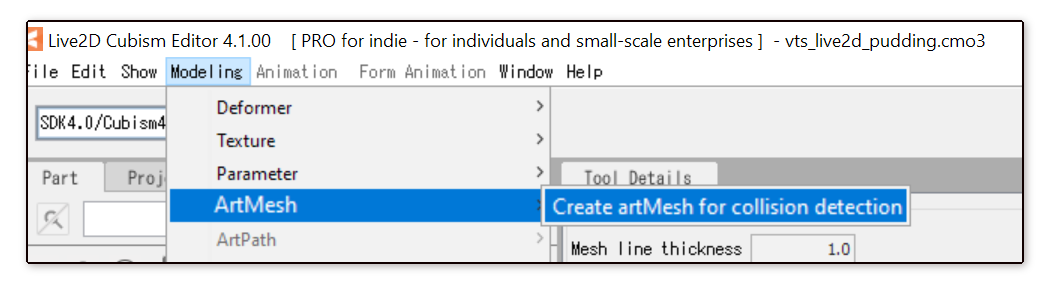 Live2D Cubism Editor 4.1.00 [ PRO for indie - for individuals and small-scale enterprises ] - vts_live2d_pudding.cmo3
File Edit Show Modeling Animation Form Animation Window Help
Deformer
SDK4.0/Cubism4
Texture
Part Proj
Parameter
Tool Details
ArtMesh
Create artMesh for collision detection
ArtPath
Mesh line thickness 1.0